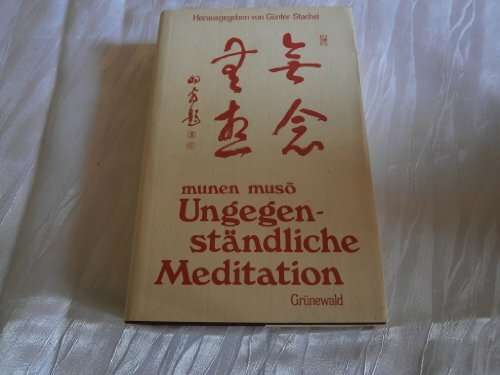 Herausgegeben von Günter Stachel
無念
無想
munen musō
Ungegen-
ständliche
Meditation
Grünewald